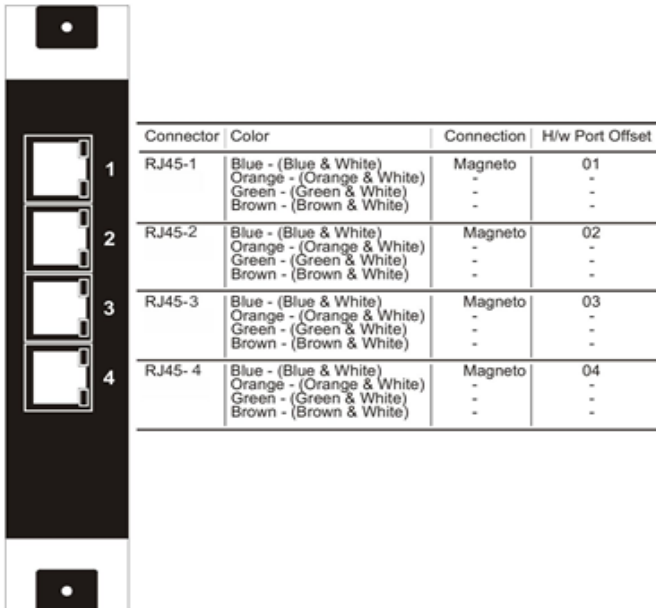 Connector Color Connection H/w Port Offset
1
RJ45-1 Blue - (Blue & White) Magneto 01
Orange - (Orange & White) - -
Green - (Green & White) - -
Brown - (Brown & White) - -
2
RJ45-2 Blue - (Blue & White) Magneto 02
Orange - (Orange & White) - -
Green - (Green & White) - -
Brown - (Brown & White) - -
3
RJ45-3 Blue - (Blue & White) Magneto 03
Orange - (Orange & White) - -
Green - (Green & White) - -
Brown - (Brown & White) - -
4
RJ45- 4 Blue - (Blue & White) Magneto 04
Orange - (Orange & White) - -
Green - (Green & White) - -
Brown - (Brown & White) - -